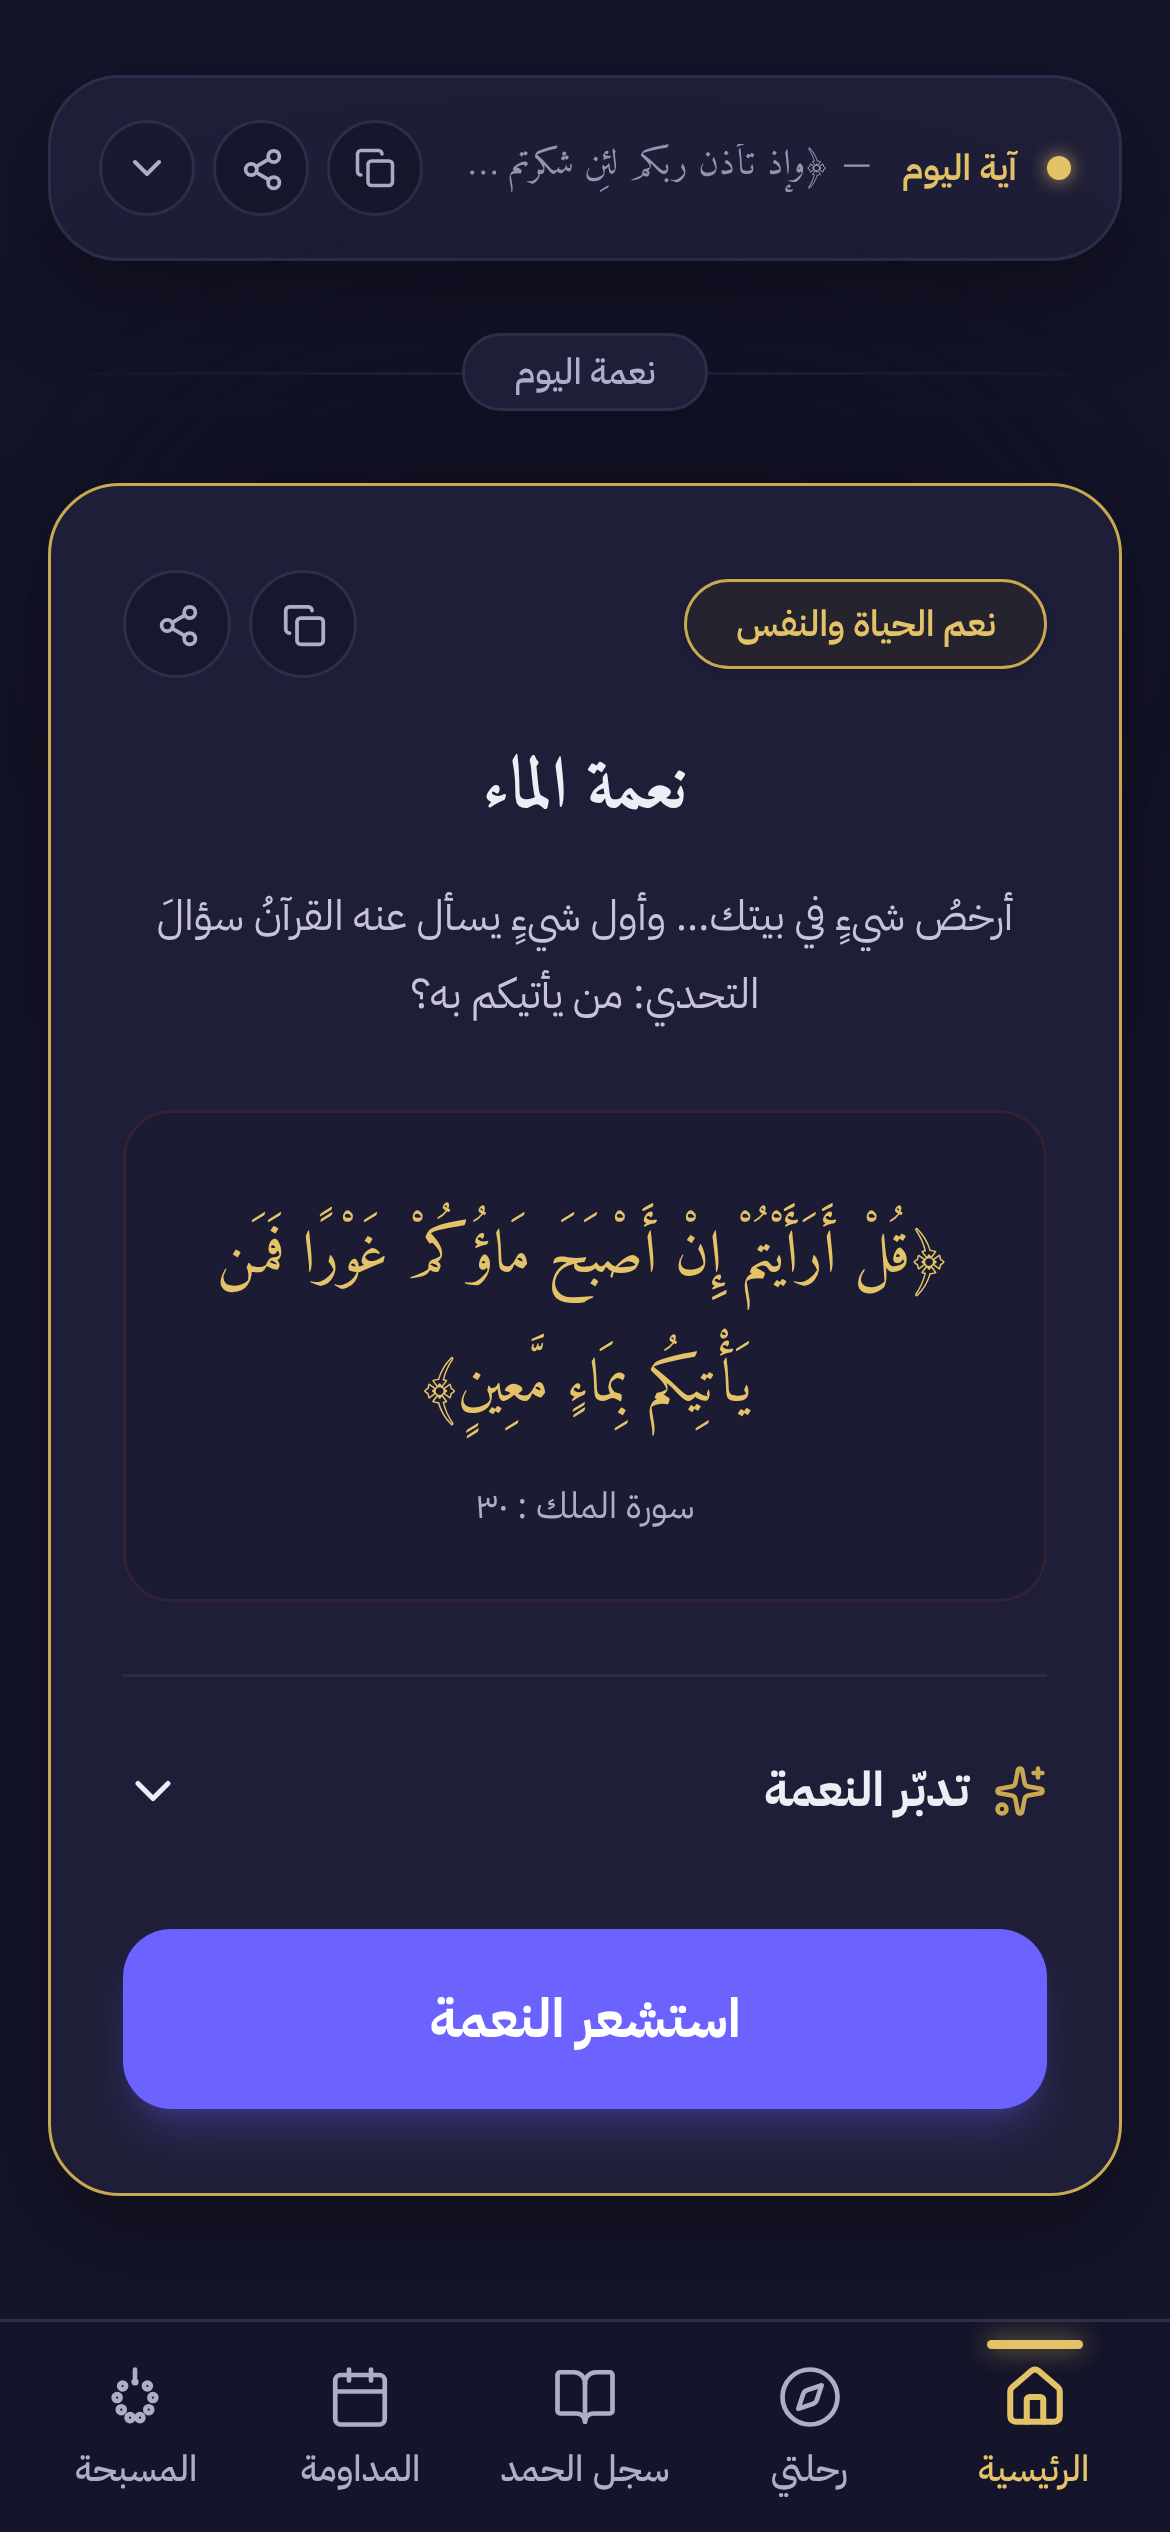 آية اليوم — ﴿وإذ تأذن ربكم لئن شكرتم ...
نعمة اليوم
نعم الحياة والنفس
نعمة الماء
أرخصُ شيءٍ في بيتك... وأول شيءٍ يسأل عنه القرآنُ سؤالَ
التحدي: من يأتيكم به؟
﴿قُلْ أَرَأَيْتُمْ إِنْ أَصْبَحَ مَاؤُكُمْ غَوْرًا فَمَن
يَأْتِيكُم بِمَاءٍ مَّعِينٍ﴾
سورة الملك : ٣٠
تدبّر النعمة
استشعر النعمة
الرئيسية
رحلتي
سجل الحمد
المداومة
المسبحة